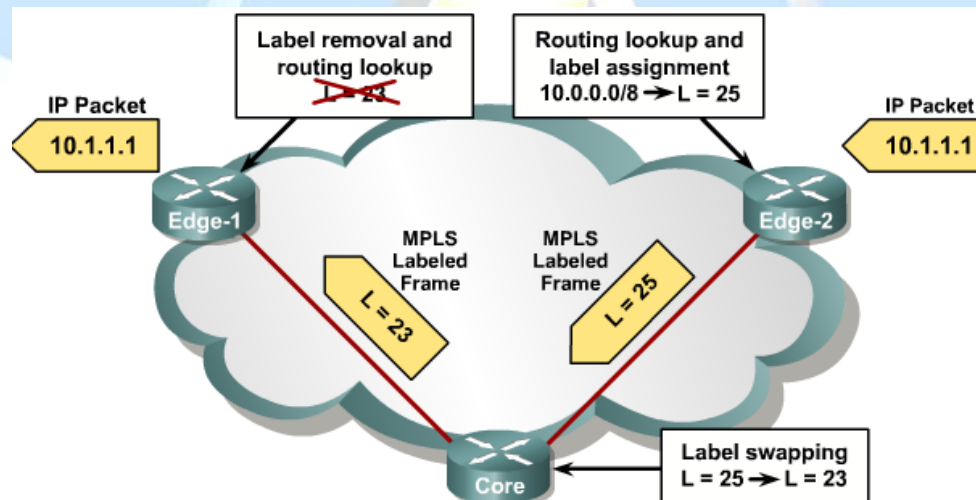 Label removal and
routing lookup
L = 23
Routing lookup and
label assignment
10.0.0.0/8 → L = 25
IP Packet
10.1.1.1
IP Packet
10.1.1.1
Edge-1
Edge-2
MPLS
Labeled
Frame
L = 23
MPLS
Labeled
Frame
L = 25
Label swapping
L = 25 → L = 23
Core